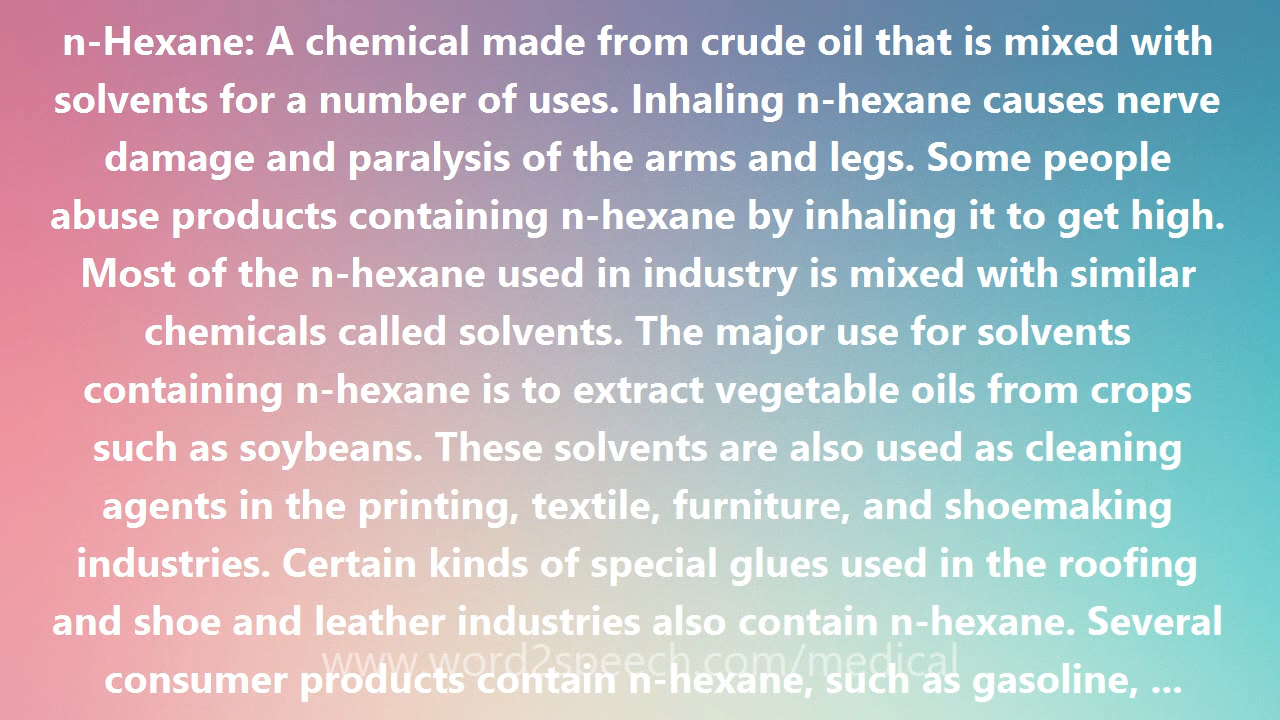 n-Hexane: A chemical made from crude oil that is mixed with
solvents for a number of uses. Inhaling n-hexane causes nerve
damage and paralysis of the arms and legs. Some people
abuse products containing n-hexane by inhaling it to get high.
Most of the n-hexane used in industry is mixed with similar
chemicals called solvents. The major use for solvents
containing n-hexane is to extract vegetable oils from crops
such as soybeans. These solvents are also used as cleaning
agents in the printing, textile, furniture, and shoemaking
industries. Certain kinds of special glues used in the roofing
and shoe and leather industries also contain n-hexane. Several
www.word2speech.com/medical
consumer products contain n-hexane, such as gasoline, ...